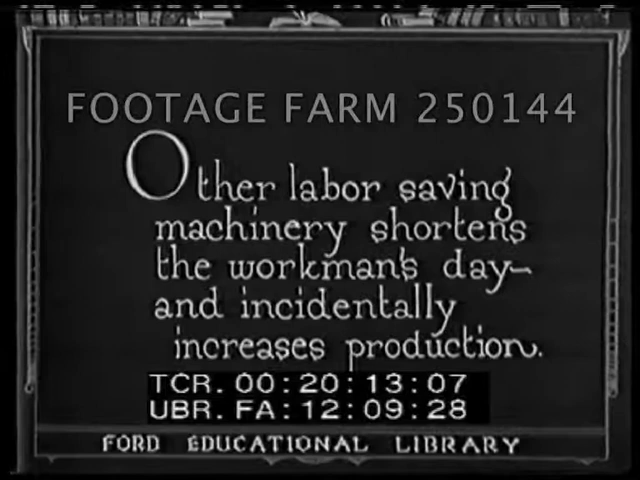 FOOTAGE FARM 250144
Other labor saving
machinery shortens
the workman's day—
and incidentally
increases production.
TCR. 00:20:13:07
UBR. FA:12:09:28
FORD EDUCATIONAL LIBRARY